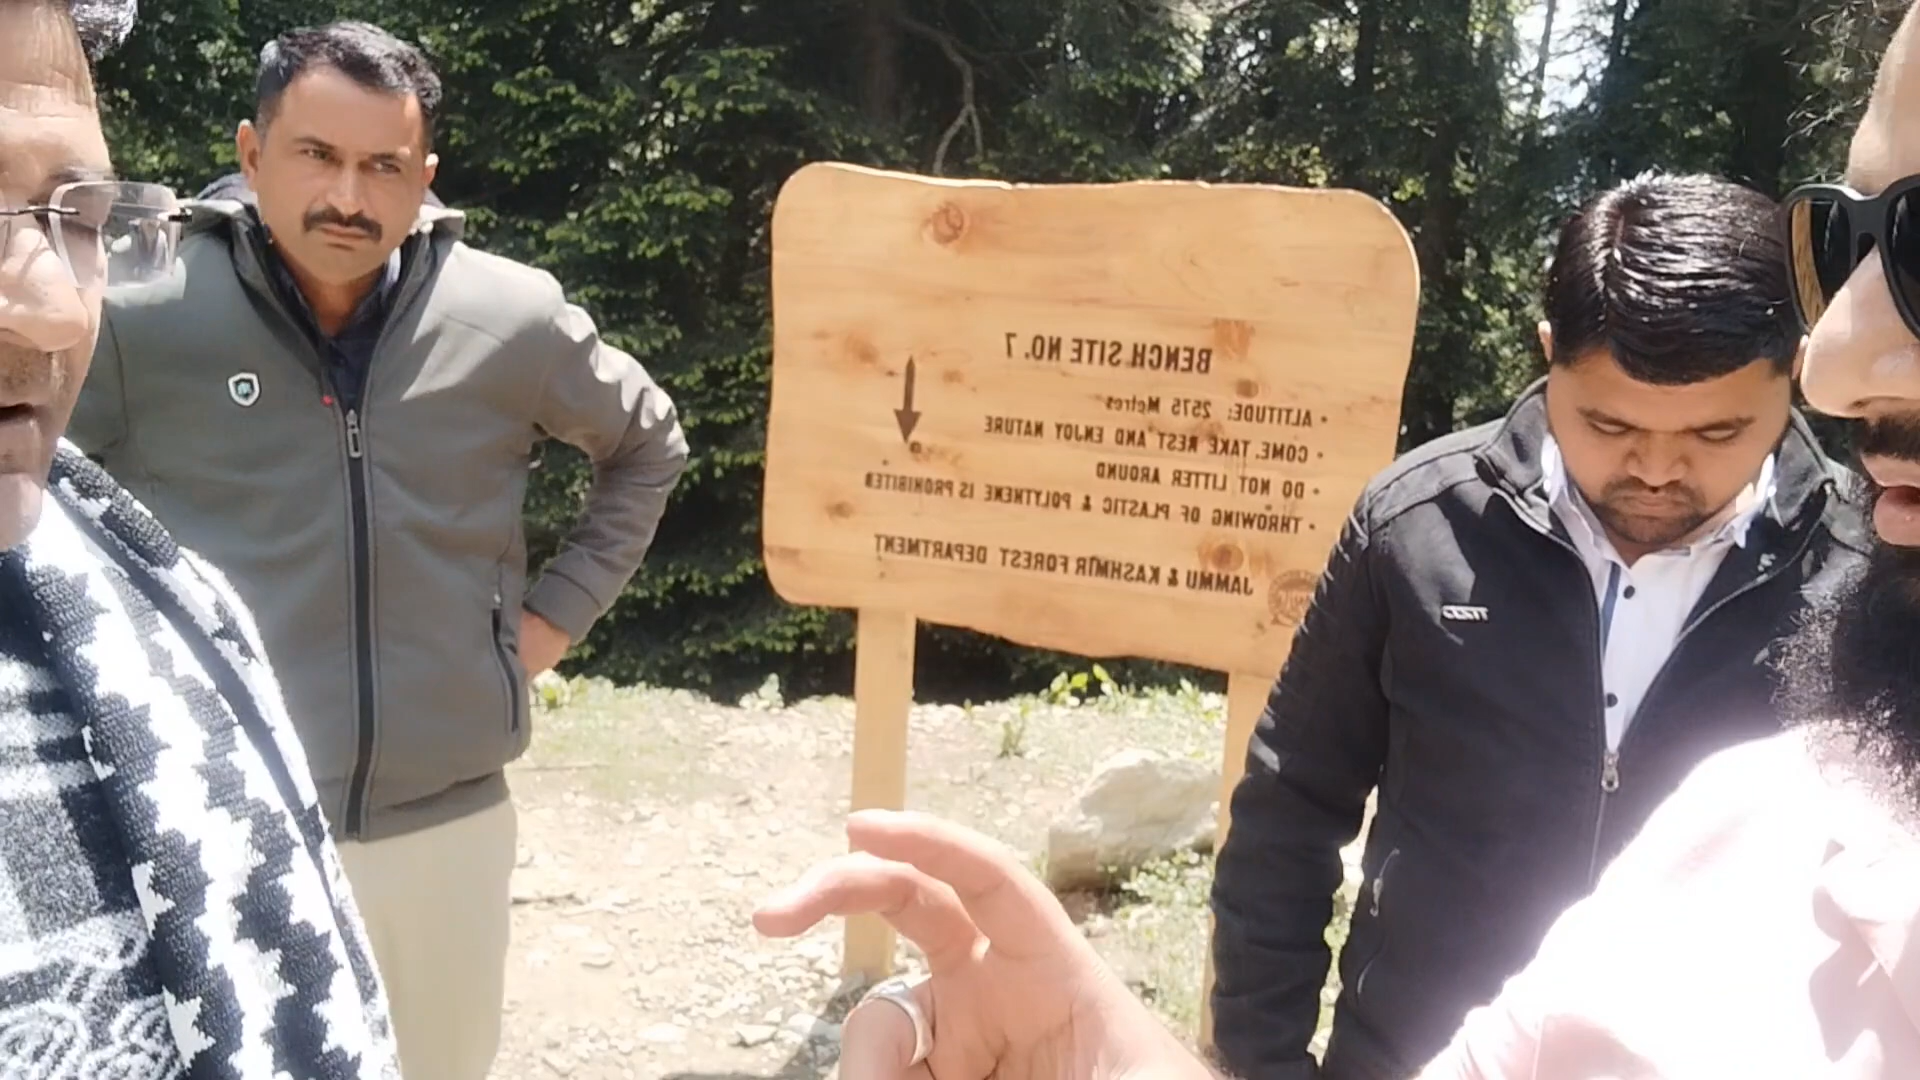 BENCH SITE NO. 7
• ALTITUDE: 2575 Metres
• COME, TAKE REST AND ENJOY NATURE
• DO NOT LITTER AROUND
• THROWING OF PLASTIC & POLYTHENE IS PROHIBITED
JAMMU & KASHMIR FOREST DEPARTMENT